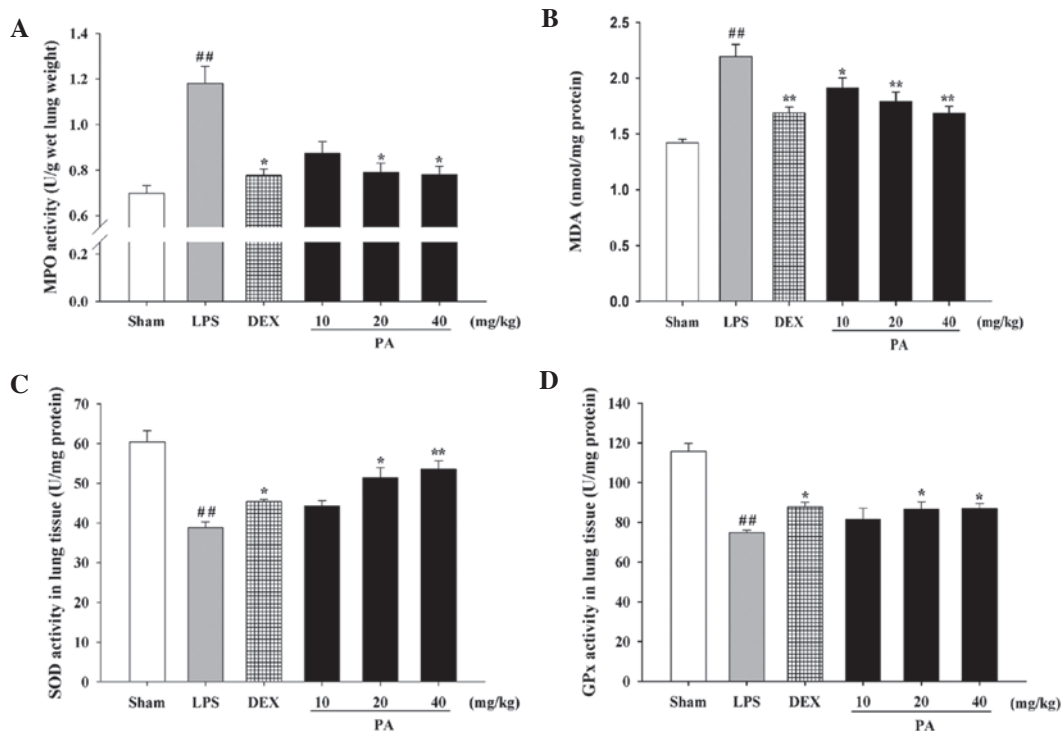 A
MPO activity (U/g wet lung weight)
1.4
1.2
1.0
0.8
0.6
0.2
0.0
##
*
*
*
Sham LPS DEX 10 20 40 (mg/kg)
PA
B
MDA (nmol/mg protein)
2.5
2.0
1.5
1.0
0.5
0.0
##
**
*
**
**
Sham LPS DEX 10 20 40 (mg/kg)
PA
C
SOD activity in lung tissue (U/mg protein)
70
60
50
40
30
20
10
0
##
*
*
**
Sham LPS DEX 10 20 40 (mg/kg)
PA
D
GPx activity in lung tissue (U/mg protein)
140
120
100
80
60
40
20
0
##
*
*
*
Sham LPS DEX 10 20 40 (mg/kg)
PA